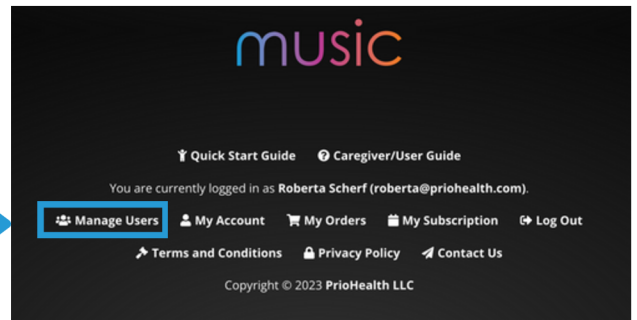 music
Quick Start Guide Caregiver/User Guide
You are currently logged in as Roberta Scherf (roberta@priohealth.com).
Manage Users My Account My Orders My Subscription Log Out
Terms and Conditions Privacy Policy Contact Us
Copyright © 2023 PrioHealth LLC